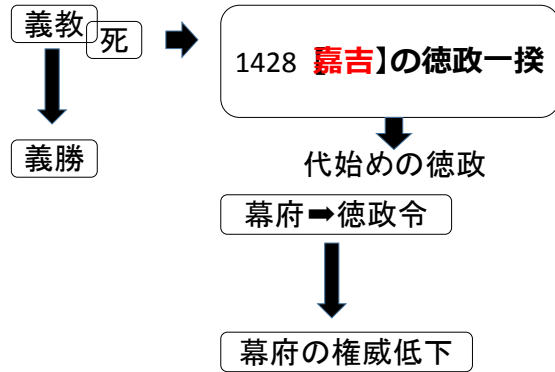 義教
死
1428 【嘉吉】の徳政一揆
義勝
代始めの徳政
幕府➡徳政令
幕府の権威低下